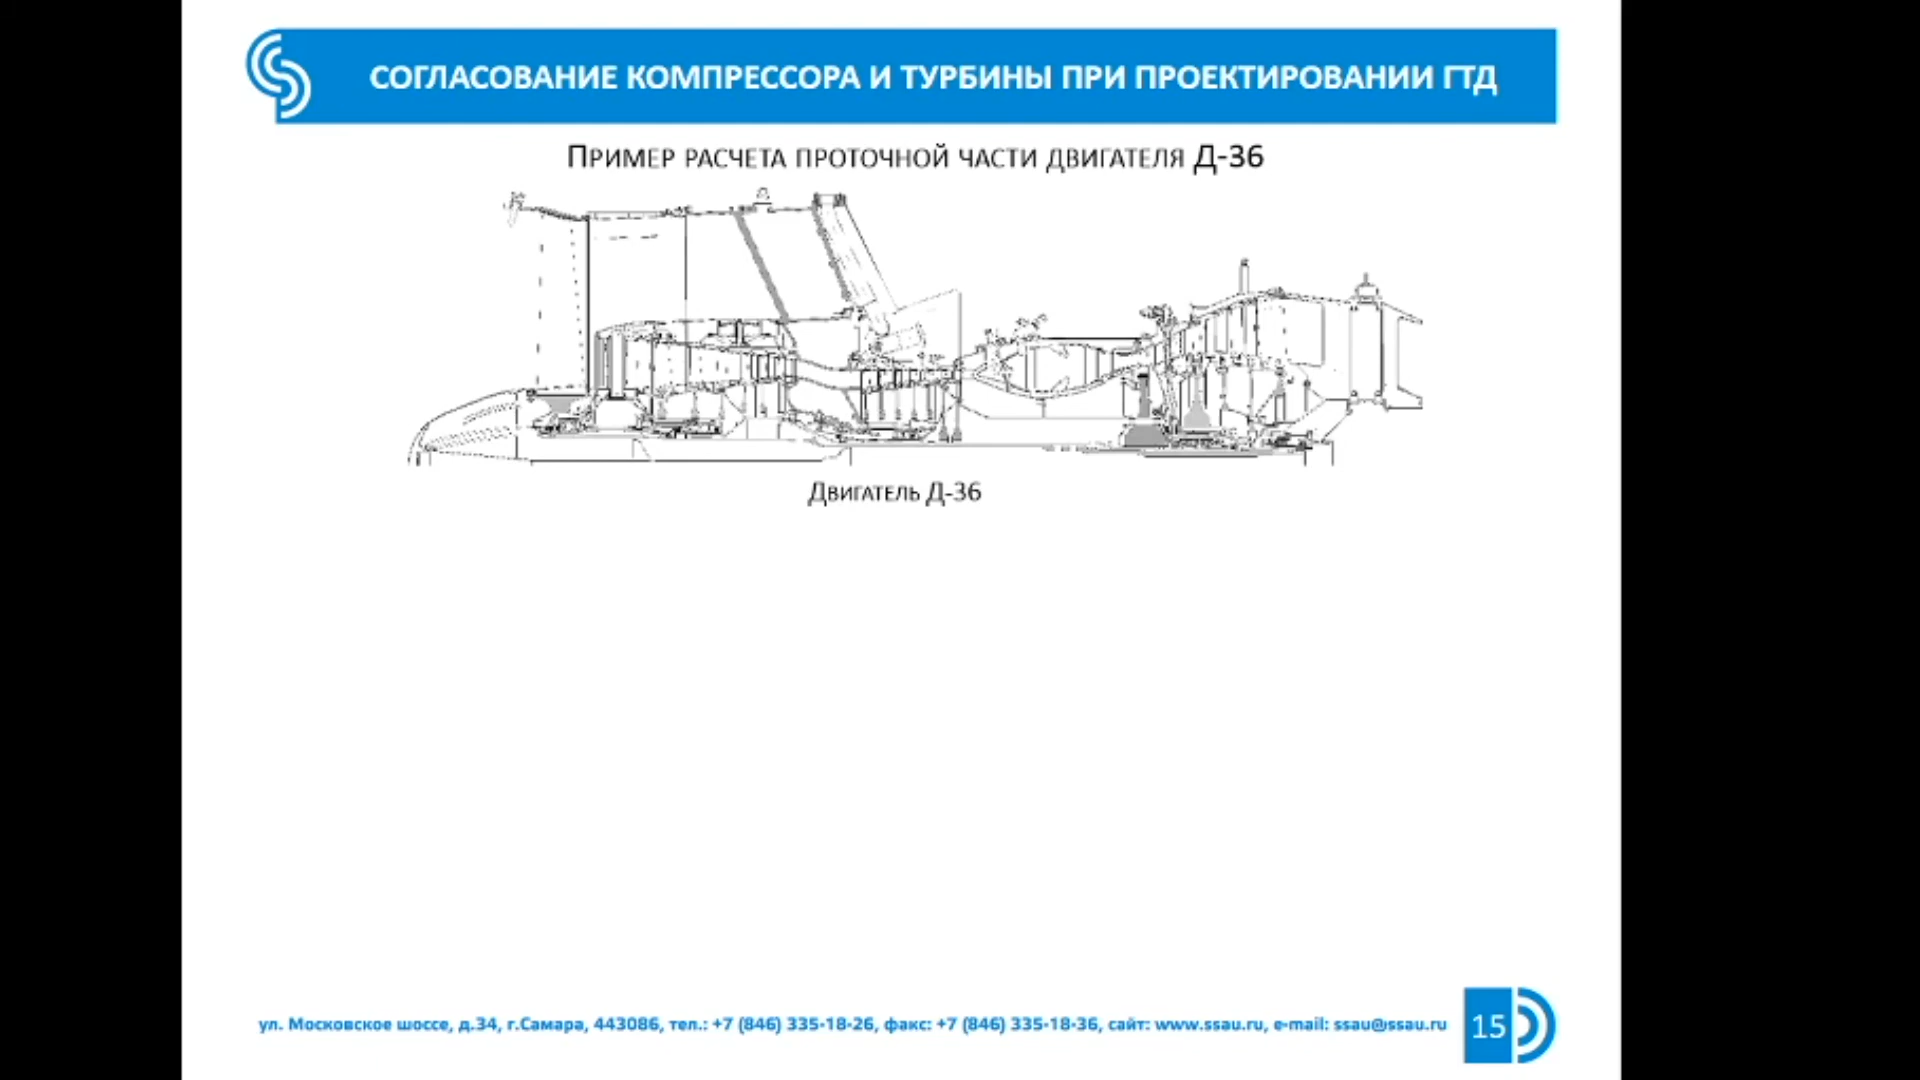 СОГЛАСОВАНИЕ КОМПРЕССОРА И ТУРБИНЫ ПРИ ПРОЕКТИРОВАНИИ ГТД
ПРИМЕР РАСЧЕТА ПРОТОЧНОЙ ЧАСТИ ДВИГАТЕЛЯ Д-36
ДВИГАТЕЛЬ Д-36
ул. Московское шоссе, д.34, г.Самара, 443086, тел.: +7 (846) 335-18-26, факс: +7 (846) 335-18-36, сайт: www.ssau.ru, e-mail: ssau@ssau.ru
15